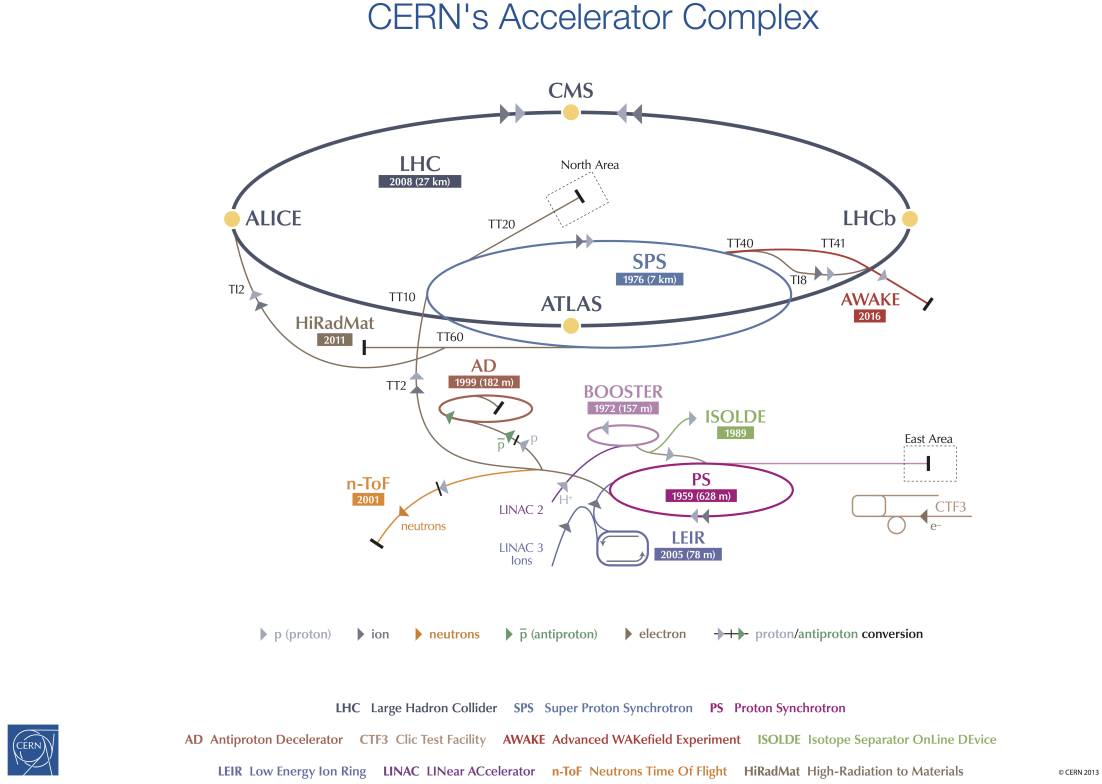 CERN's Accelerator Complex
CMS
LHC
2008 (27 km)
North Area
ALICE
LHCb
TT20
TT40
TT41
SPS
1976 (7 km)
TI8
TI2
TT10
ATLAS
AWAKE
2016
HiRadMat
2011
TT60
AD
1999 (182 m)
TT2
BOOSTER
1972 (157 m)
ISOLDE
1989
p̅
p
East Area
n-ToF
2001
PS
1959 (628 m)
H⁺
LINAC 2
neutrons
CTF3
e⁻
LINAC 3
Ions
LEIR
2005 (78 m)
p (proton)
ion
neutrons
p̅ (antiproton)
electron
proton/antiproton conversion
LHC Large Hadron Collider SPS Super Proton Synchrotron PS Proton Synchrotron
AD Antiproton Decelerator CTF3 Clic Test Facility AWAKE Advanced WAKefield Experiment ISOLDE Isotope Separator OnLine DEvice
LEIR Low Energy Ion Ring LINAC LINear ACcelerator n-ToF Neutrons Time Of Flight HiRadMat High-Radiation to Materials
CERN
© CERN 2013